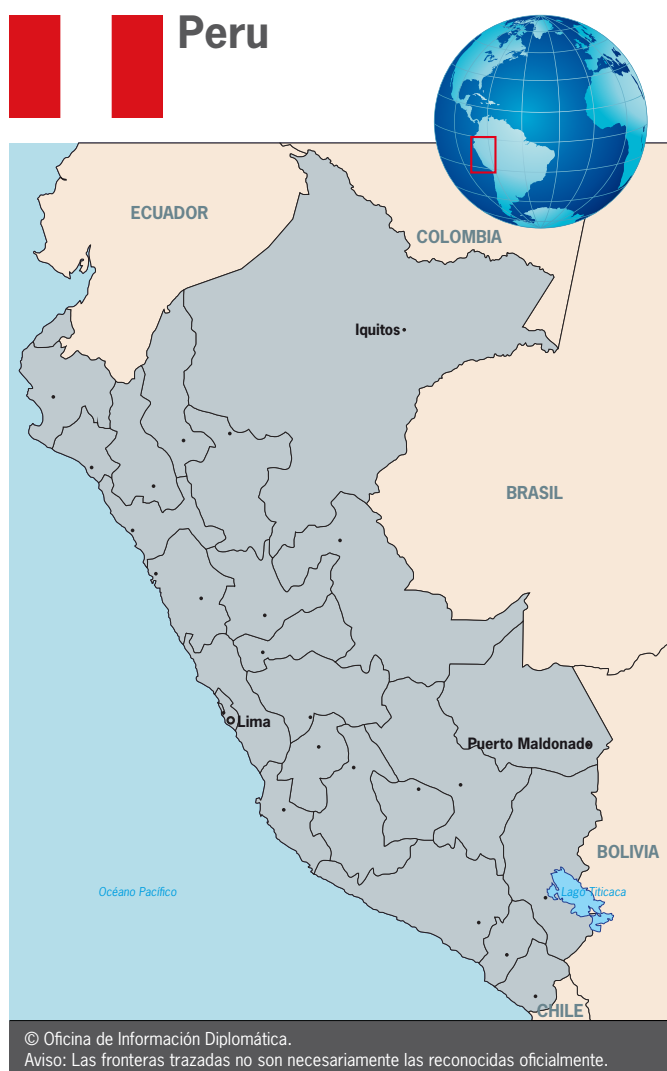 Peru
ECUADOR
COLOMBIA
Iquitos
BRASIL
Lima
Puerto Maldonado
BOLIVIA
Océano Pacífico
Lago Titicaca
CHILE
© Oficina de Información Diplomática.
Aviso: Las fronteras trazadas no son necesariamente las reconocidas oficialmente.